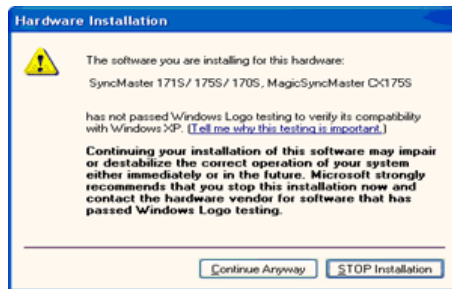 Hardware Installation
The software you are installing for this hardware:
SyncMaster 171S/ 175S/ 170S, MagicSyncMaster CX175S
has not passed Windows Logo testing to verify its compatibility
with Windows XP. (Tell me why this testing is important.)
Continuing your installation of this software may impair
or destabilize the correct operation of your system
either immediately or in the future. Microsoft strongly
recommends that you stop this installation now and
contact the hardware vendor for software that has
passed Windows Logo testing.
Continue Anyway
STOP Installation